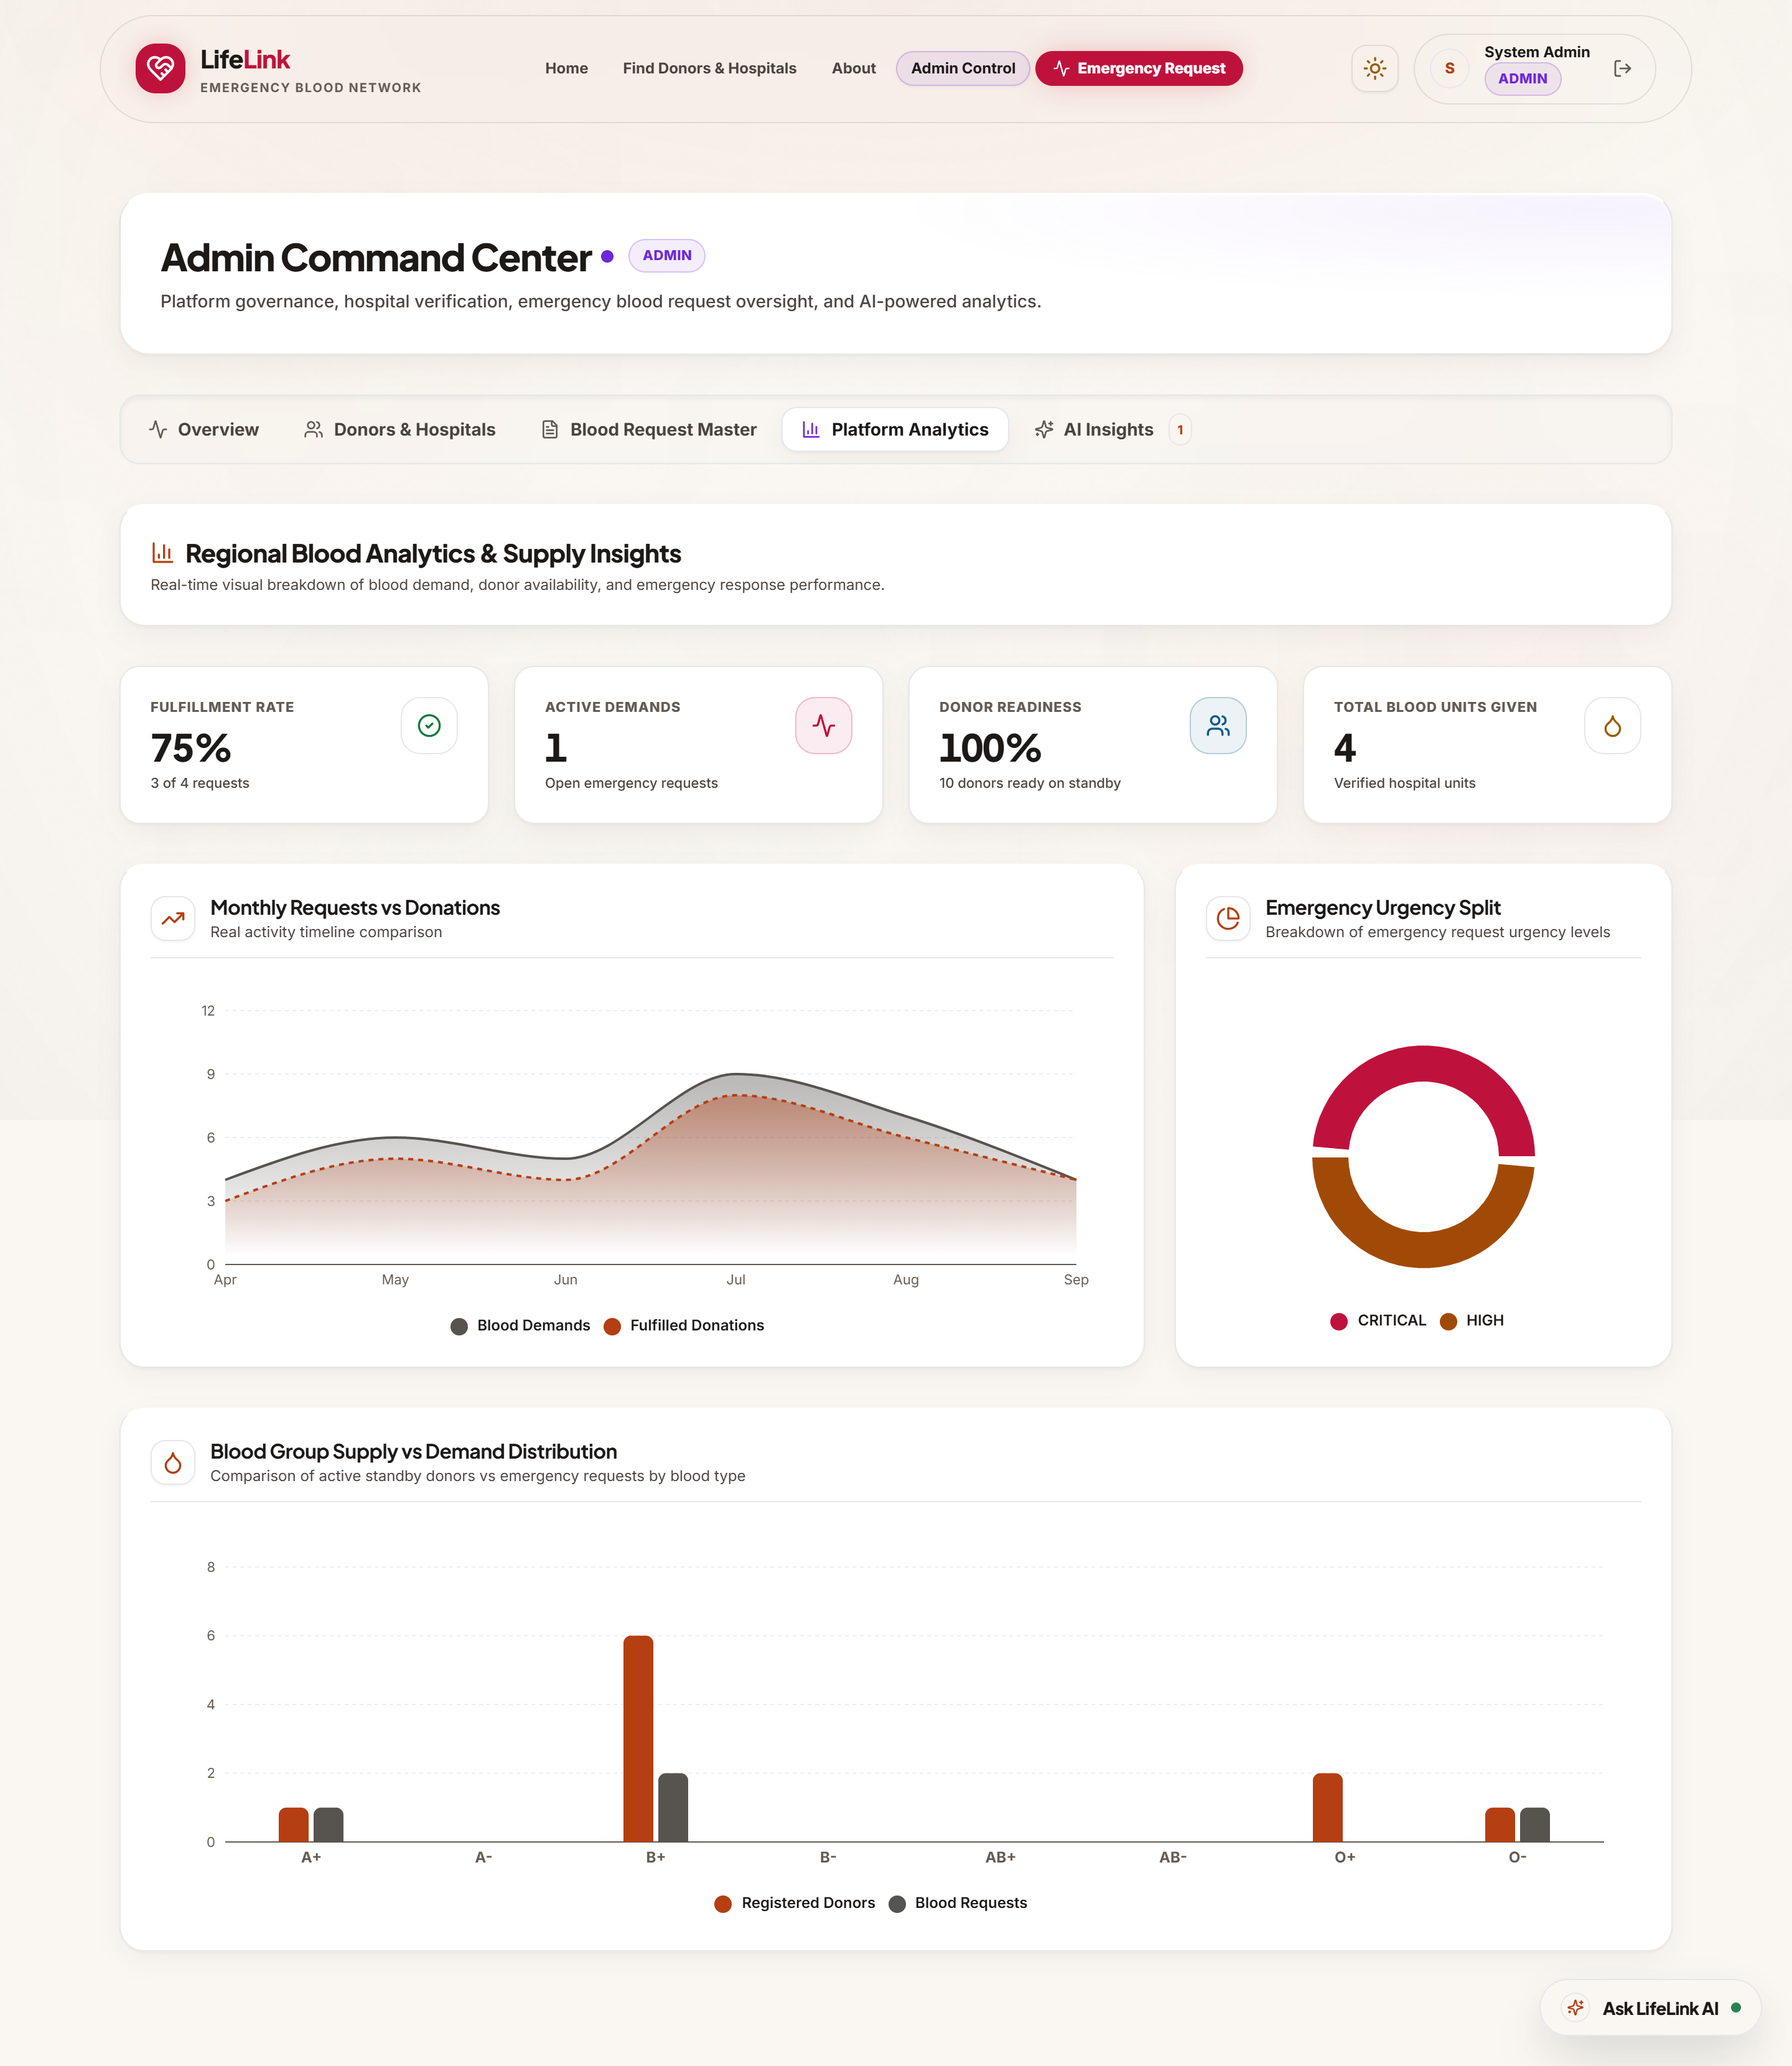 LifeLink
EMERGENCY BLOOD NETWORK
Home
Find Donors & Hospitals
About
Admin Control
Emergency Request
S
System Admin
ADMIN
Admin Command Center
ADMIN
Platform governance, hospital verification, emergency blood request oversight, and AI-powered analytics.
Overview
Donors & Hospitals
Blood Request Master
Platform Analytics
AI Insights
1
Regional Blood Analytics & Supply Insights
Real-time visual breakdown of blood demand, donor availability, and emergency response performance.
FULFILLMENT RATE
75%
3 of 4 requests
ACTIVE DEMANDS
1
Open emergency requests
DONOR READINESS
100%
10 donors ready on standby
TOTAL BLOOD UNITS GIVEN
4
Verified hospital units
Monthly Requests vs Donations
Real activity timeline comparison
12
9
6
3
0
Apr
May
Jun
Jul
Aug
Sep
Blood Demands
Fulfilled Donations
Emergency Urgency Split
Breakdown of emergency request urgency levels
CRITICAL
HIGH
Blood Group Supply vs Demand Distribution
Comparison of active standby donors vs emergency requests by blood type
8
6
4
2
0
A+
A-
B+
B-
AB+
AB-
O+
O-
Registered Donors
Blood Requests
Ask LifeLink AI